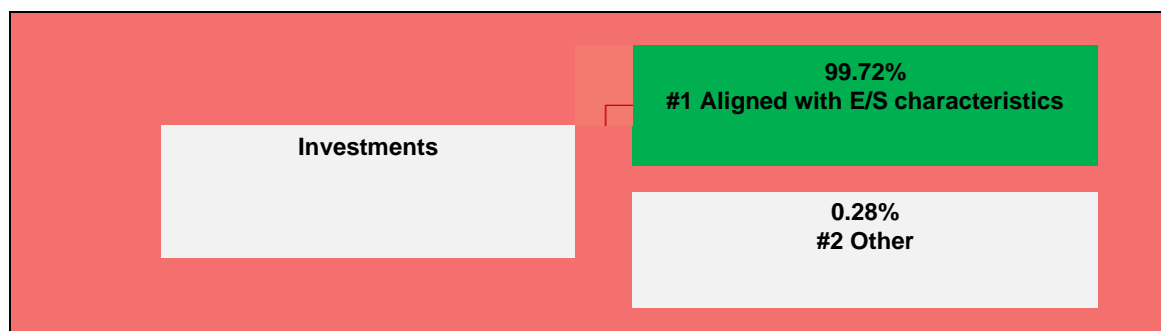 99.72%
#1 Aligned with E/S characteristics
Investments
0.28%
#2 Other